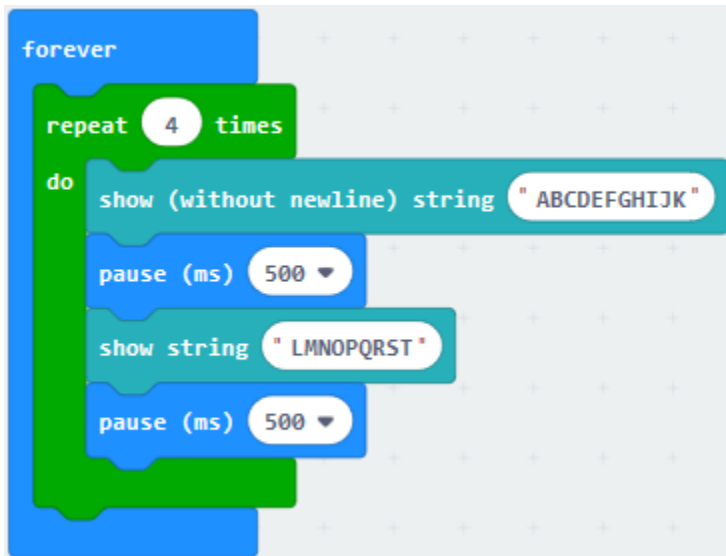 forever
repeat 4 times
do
show (without newline) string "ABCDEFGHIJK"
pause (ms) 500
show string "LMNOPQRST"
pause (ms) 500